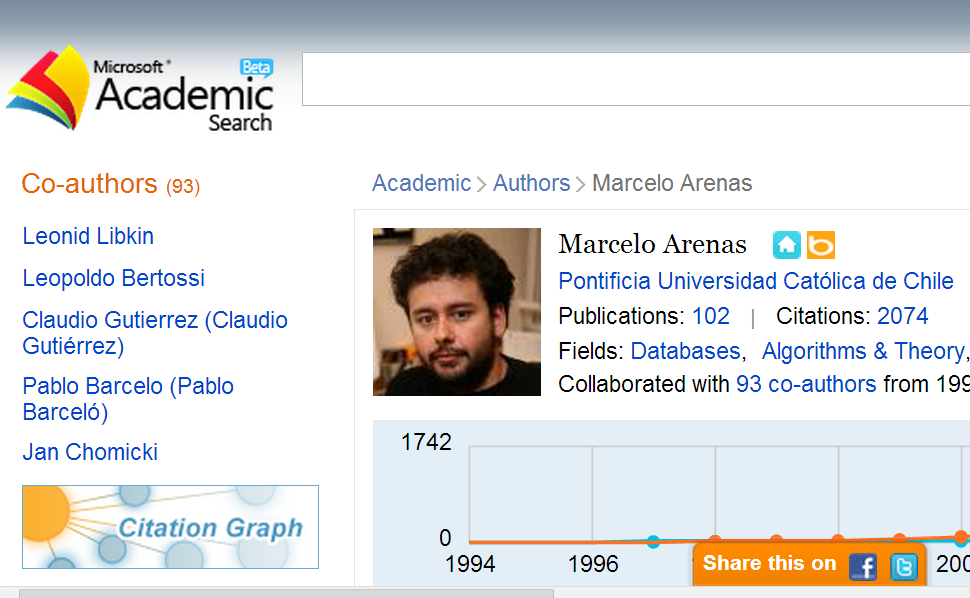 Microsoft® Beta
Academic
Search
Co-authors (93)
Leonid Libkin
Leopoldo Bertossi
Claudio Gutierrez (Claudio
Gutiérrez)
Pablo Barcelo (Pablo
Barceló)
Jan Chomicki
Citation Graph
Academic > Authors > Marcelo Arenas
Marcelo Arenas
Pontificia Universidad Católica de Chile
Publications: 102 | Citations: 2074
Fields: Databases, Algorithms & Theory,
Collaborated with 93 co-authors from 199
1742
0
1994 1996 200
Share this on